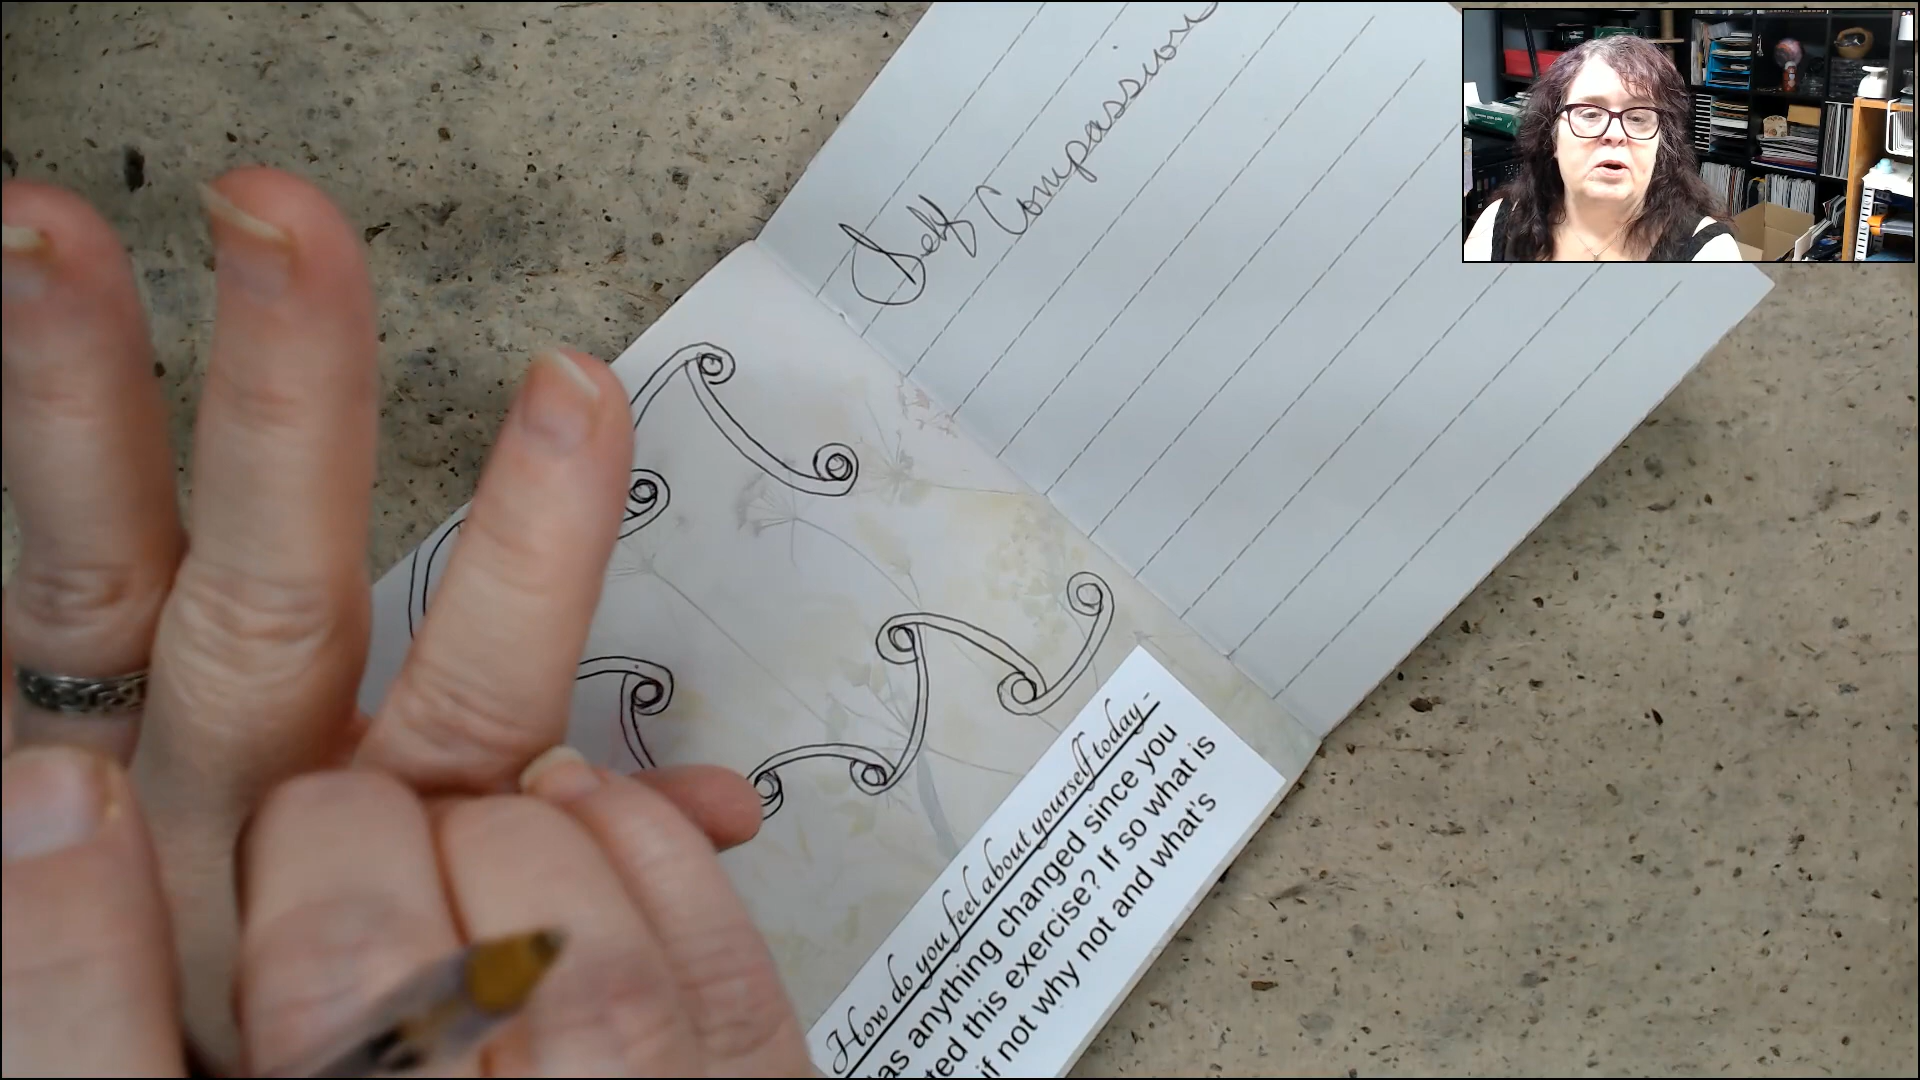 Self Compassion
How do you feel about yourself today-
as anything changed since you
ted this exercise? If so what is
if not why not and what's